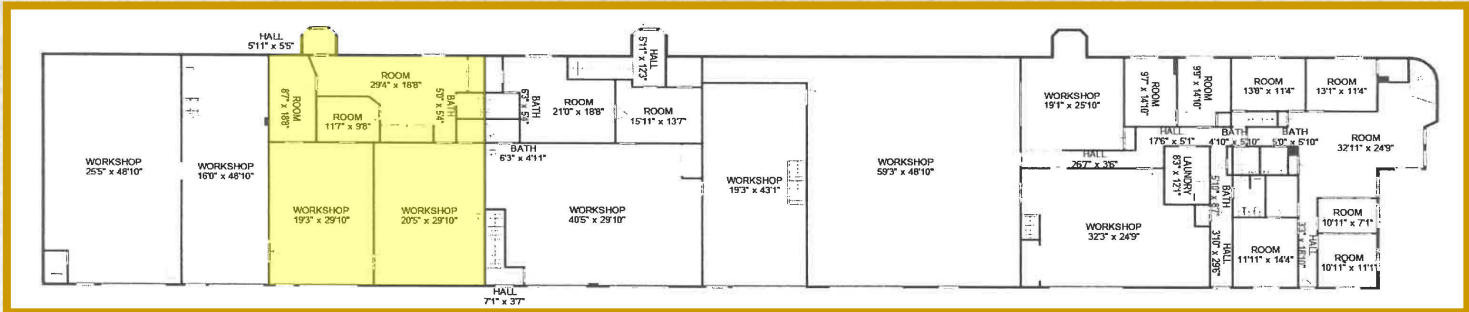 HALL
5'11" x 5'5"
WORKSHOP
25'5" x 48'10"
WORKSHOP
16'0" x 48'10"
ROOM
8'7" x 18'8"
ROOM
29'4" x 18'8"
ROOM
11'7" x 9'8"
BATH
5'0" x 5'4"
WORKSHOP
19'3" x 29'10"
WORKSHOP
20'5" x 29'10"
BATH
6'3" x 5'4"
ROOM
21'0" x 18'8"
HALL
5'11" x 12'3"
ROOM
15'11" x 13'7"
BATH
6'3" x 4'11"
WORKSHOP
40'5" x 29'10"
HALL
7'1" x 3'7"
WORKSHOP
19'3" x 43'1"
WORKSHOP
59'3" x 48'10"
WORKSHOP
19'1" x 25'10"
ROOM
9'7" x 14'10"
ROOM
9'9" x 14'10"
ROOM
13'8" x 11'4"
ROOM
13'1" x 11'4"
HALL
17'6" x 5'1"
BATH
4'10" x 5'10"
BATH
5'0" x 5'10"
ROOM
32'11" x 24'9"
HALL
26'7" x 3'6"
LAUNDRY
8'3" x 12'1"
BATH
5'10" x 8'7"
WORKSHOP
32'3" x 24'9"
HALL
3'10" x 29'6"
ROOM
11'11" x 14'4"
HALL
ROOM
10'11" x 7'1"
ROOM
10'11" x 11'1"